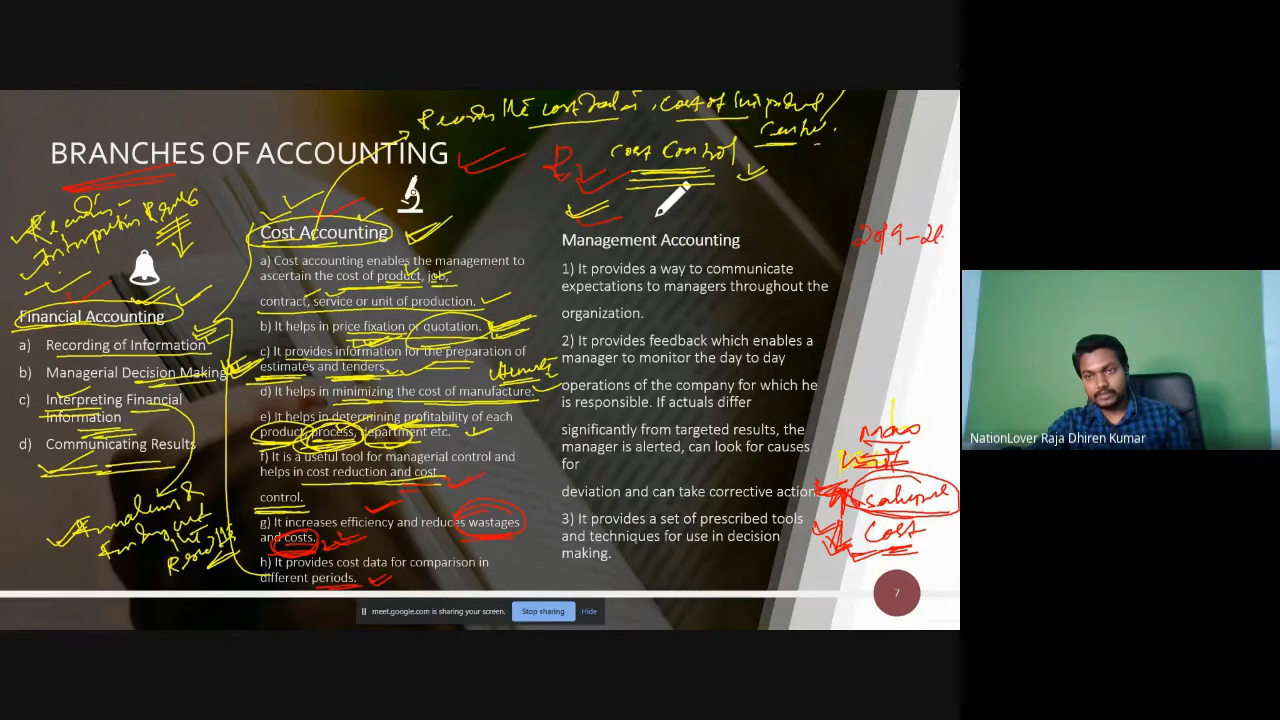 Records the cost
cost of
Centre.
BRANCHES OF ACCOUNTING
Cost Control
Cost Accounting
a) Cost accounting enables the management to
ascertain the cost of product, job,
contract, service or unit of production.
b) It helps in price fixation or quotation.
c) It provides information for the preparation of
estimates and tenders.
d) It helps in minimizing the cost of manufacture.
e) It helps in determining profitability of each
product, process, department etc.
f) It is a useful tool for managerial control and
helps in cost reduction and cost
control.
g) It increases efficiency and reduces wastages
and costs.
h) It provides cost data for comparison in
different periods.
Financial Accounting
a) Recording of Information
b) Managerial Decision Making
c) Interpreting Financial
Information
d) Communicating Results
Management Accounting
1) It provides a way to communicate
expectations to managers throughout the
organization.
2) It provides feedback which enables a
manager to monitor the day to day
operations of the company for which he
is responsible. If actuals differ
significantly from targeted results, the
manager is alerted, can look for causes
for
deviation and can take corrective action
3) It provides a set of prescribed tools
and techniques for use in decision
making.
Cost
7
meet.google.com is sharing your screen.
Stop sharing
Hide
NationLover Raja Dhiren Kumar